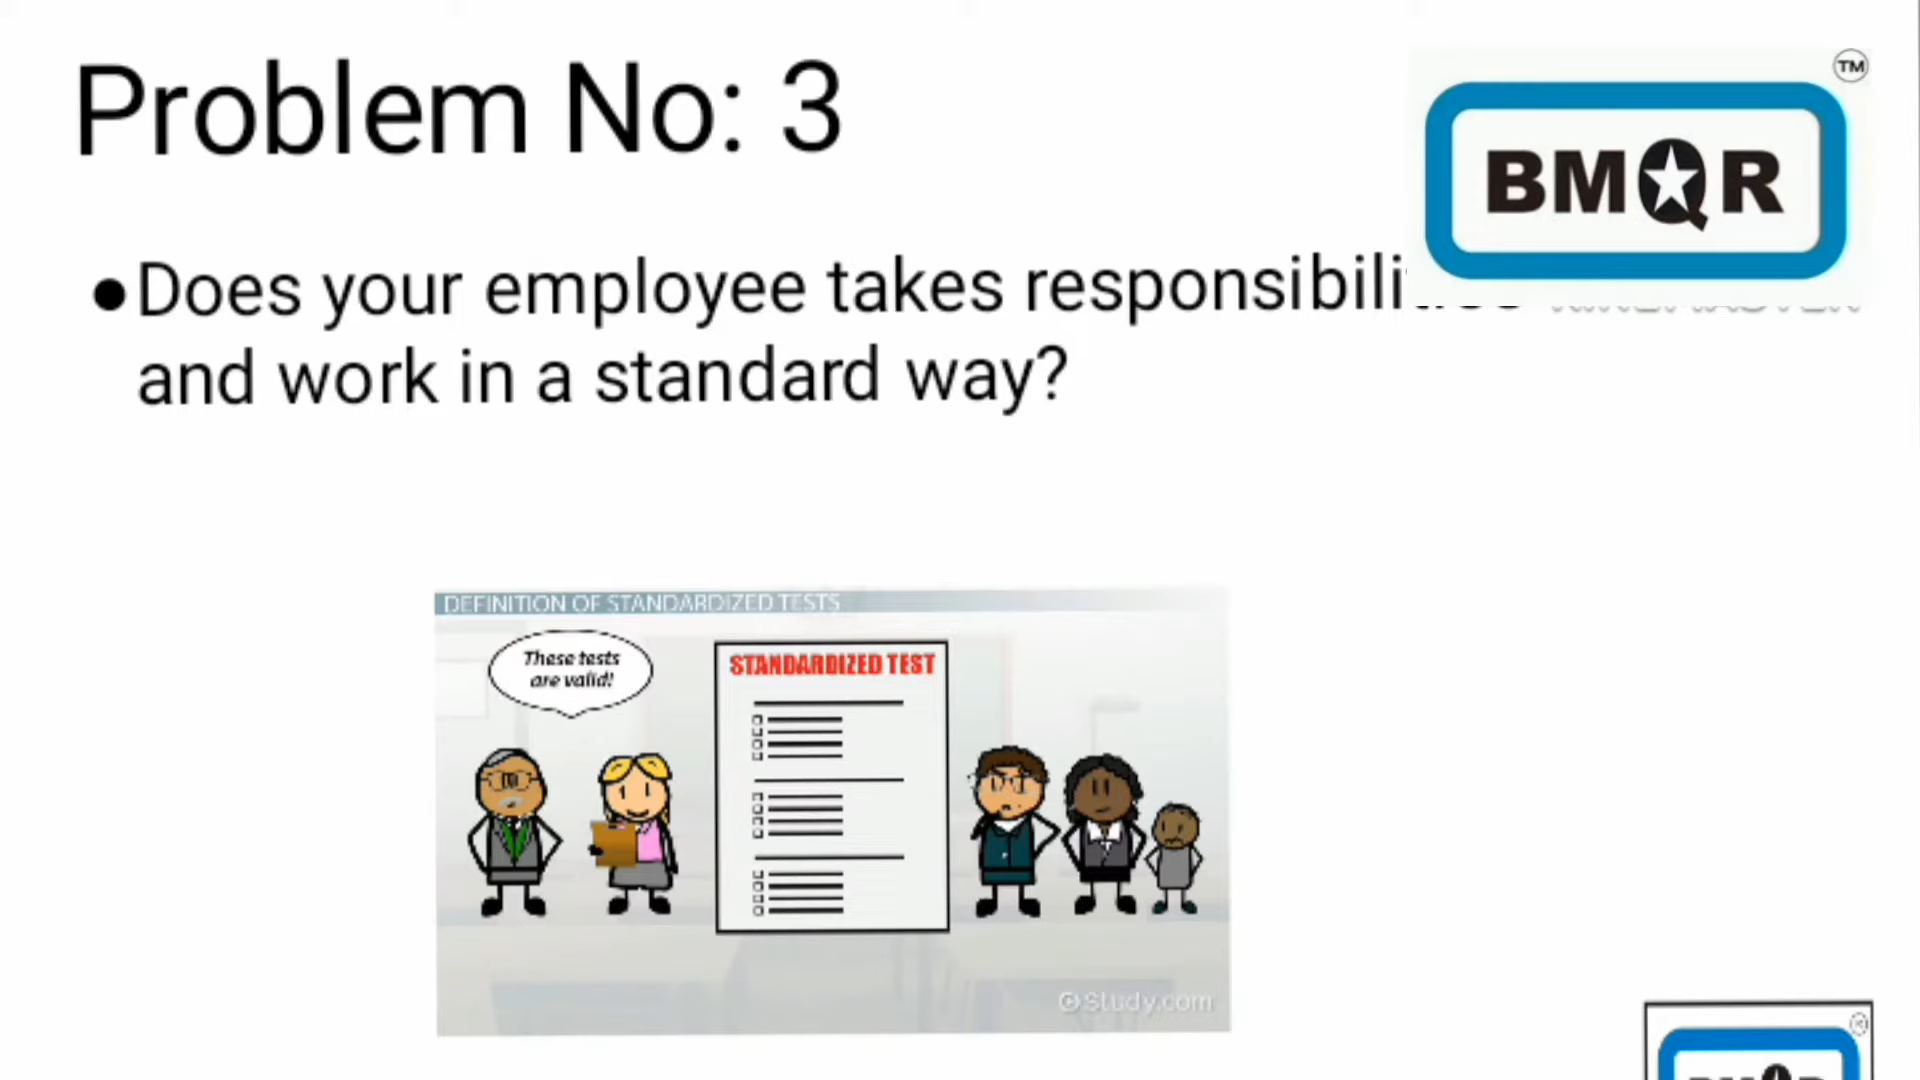 Problem No: 3
TM
BMQR
•Does your employee takes
and work in a standard way?
DEFINITION OF STANDARDIZED TESTS
These tests
are valid!
STANDARDIZED TEST
© Study.com